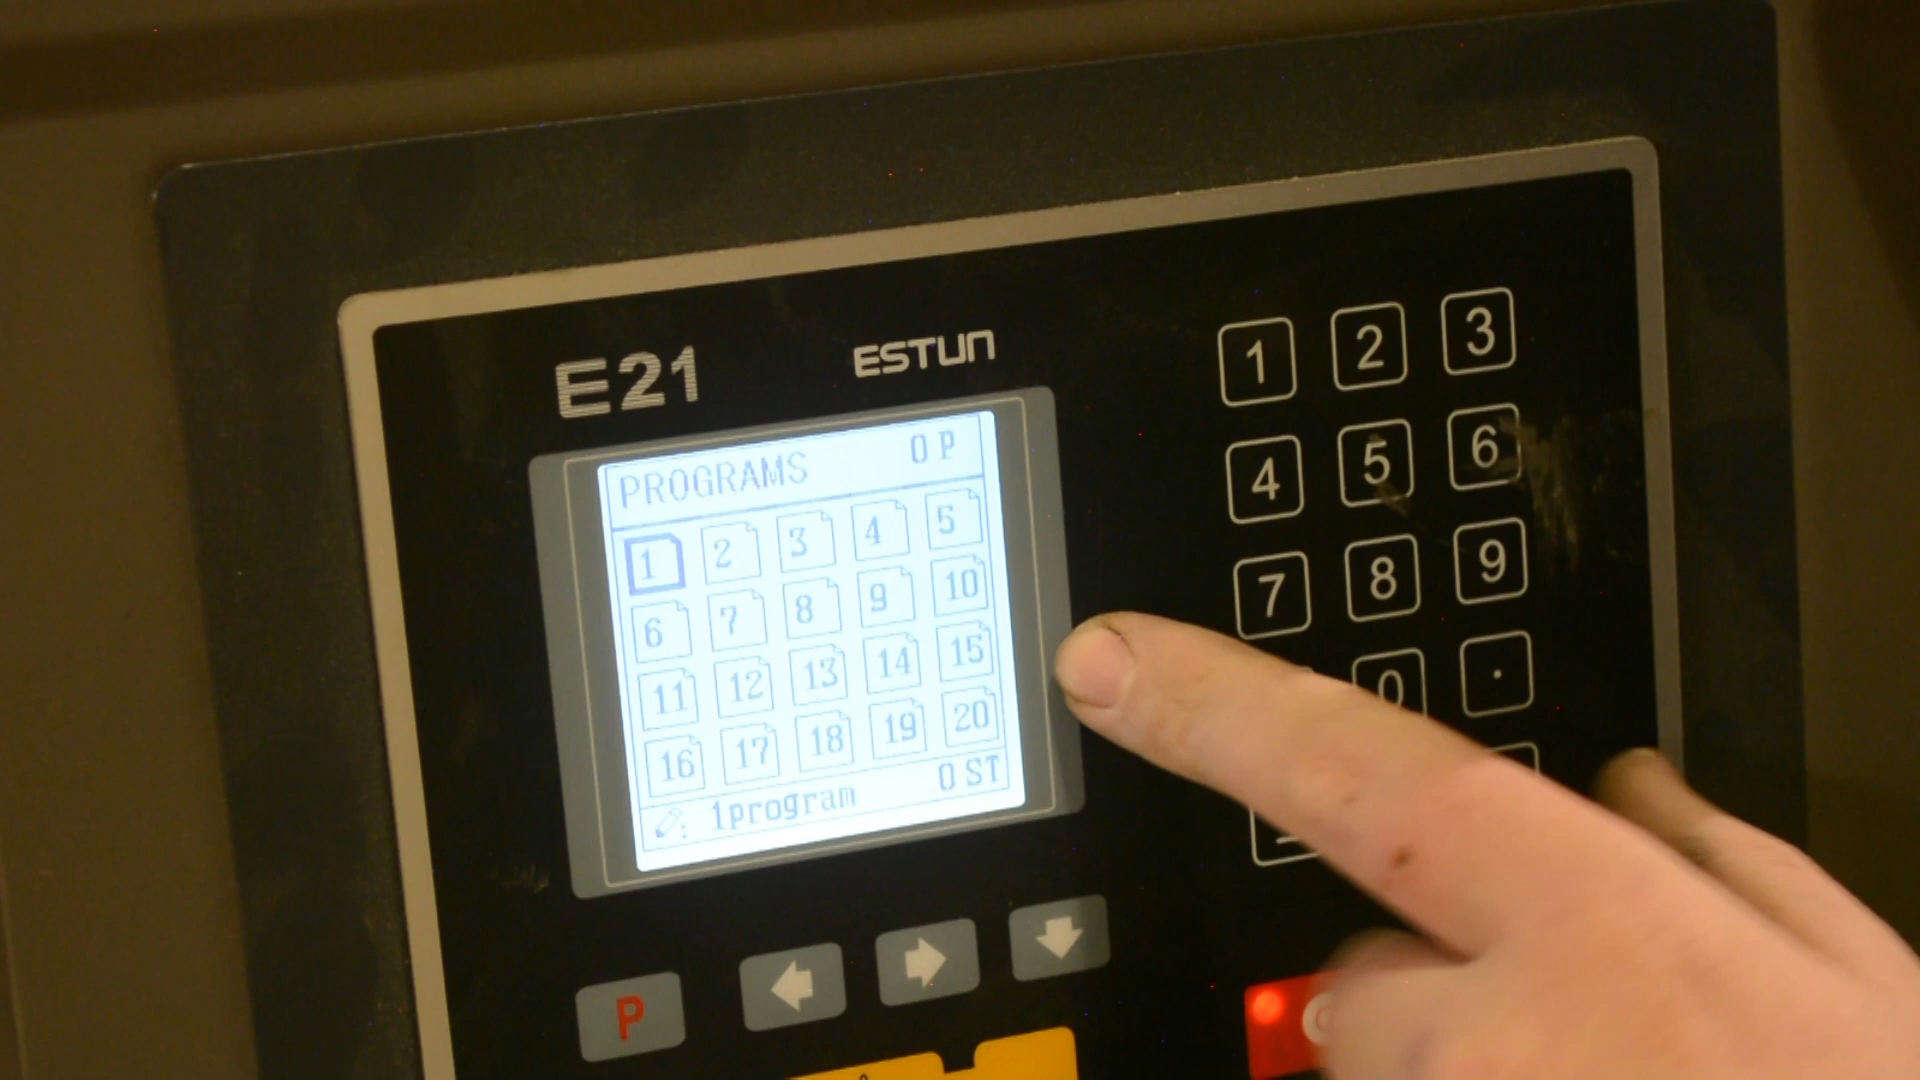 E21 ESTUN
PROGRAMS 0 P
1 2 3 4 5
6 7 8 9 10
11 12 13 14 15
16 17 18 19 20
: 1program 0 ST
P
1 2 3
4 5 6
7 8 9
0 .